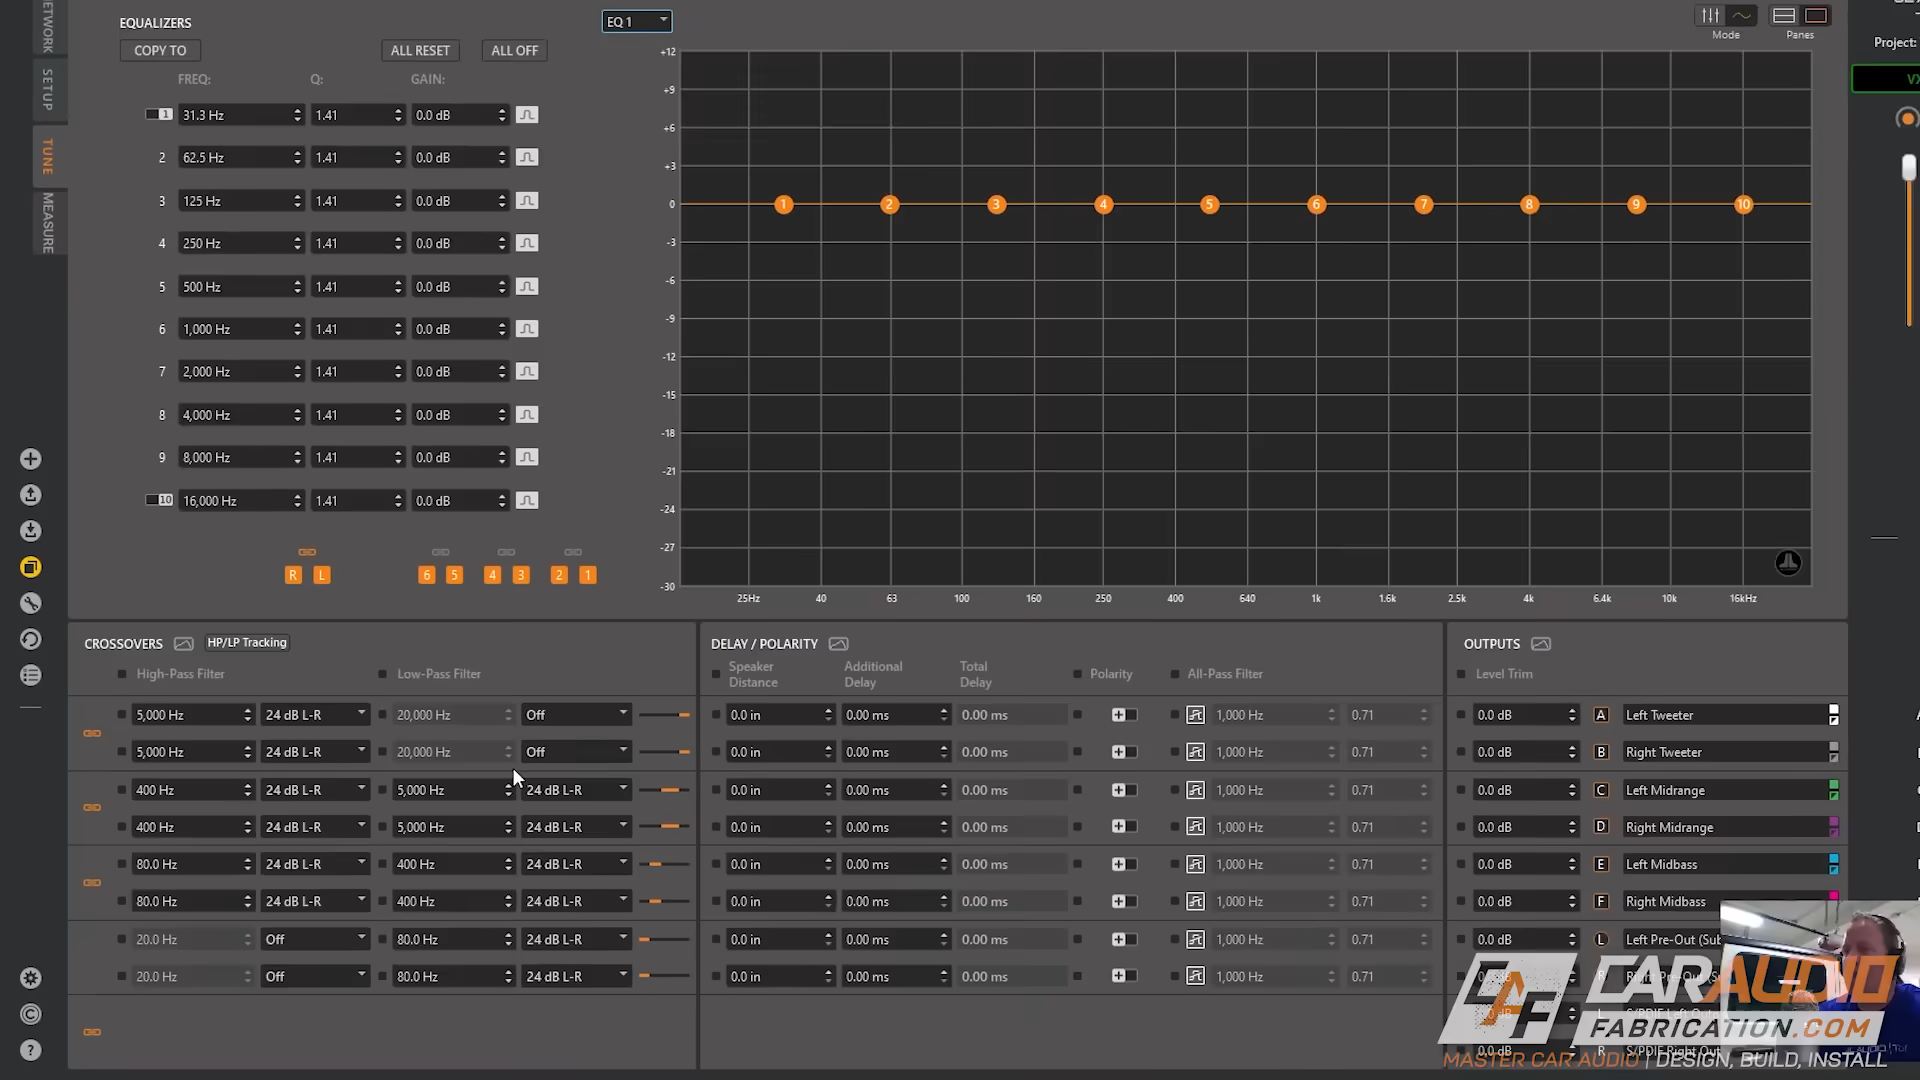 NETWORK
SETUP
TUNE
MEASURE
EQUALIZERS
EQ 1
COPY TO ALL RESET ALL OFF
FREQ: Q: GAIN:
1 31.3 Hz 1.41 0.0 dB
2 62.5 Hz 1.41 0.0 dB
3 125 Hz 1.41 0.0 dB
4 250 Hz 1.41 0.0 dB
5 500 Hz 1.41 0.0 dB
6 1,000 Hz 1.41 0.0 dB
7 2,000 Hz 1.41 0.0 dB
8 4,000 Hz 1.41 0.0 dB
9 8,000 Hz 1.41 0.0 dB
10 16,000 Hz 1.41 0.0 dB
R L 6 5 4 3 2 1
+12
+9
+6
+3
0
-3
-6
-9
-12
-15
-18
-21
-24
-27
-30
1 2 3 4 5 6 7 8 9 10
25Hz 40 63 100 160 250 400 640 1k 1.6k 2.5k 4k 6.4k 10k 16kHz
Mode Panes
Project:
VX
CROSSOVERS HP/LP Tracking
High-Pass Filter Low-Pass Filter
5,000 Hz 24 dB L-R 20,000 Hz Off
5,000 Hz 24 dB L-R 20,000 Hz Off
400 Hz 24 dB L-R 5,000 Hz 24 dB L-R
400 Hz 24 dB L-R 5,000 Hz 24 dB L-R
80.0 Hz 24 dB L-R 400 Hz 24 dB L-R
80.0 Hz 24 dB L-R 400 Hz 24 dB L-R
20.0 Hz Off 80.0 Hz 24 dB L-R
20.0 Hz Off 80.0 Hz 24 dB L-R
DELAY / POLARITY
Speaker Distance Additional Delay Total Delay Polarity All-Pass Filter
0.0 in 0.00 ms 0.00 ms 1,000 Hz 0.71
0.0 in 0.00 ms 0.00 ms 1,000 Hz 0.71
0.0 in 0.00 ms 0.00 ms 1,000 Hz 0.71
0.0 in 0.00 ms 0.00 ms 1,000 Hz 0.71
0.0 in 0.00 ms 0.00 ms 1,000 Hz 0.71
0.0 in 0.00 ms 0.00 ms 1,000 Hz 0.71
0.0 in 0.00 ms 0.00 ms 1,000 Hz 0.71
0.0 in 0.00 ms 0.00 ms 1,000 Hz 0.71
OUTPUTS
Level Trim
0.0 dB A Left Tweeter
0.0 dB B Right Tweeter
0.0 dB C Left Midrange
0.0 dB D Right Midrange
0.0 dB E Left Midbass
0.0 dB F Right Midbass
0.0 dB L Left Pre-Out (Sub
R Right Pre-Out
L S/PDIF Left Out
0.0 dB R S/PDIF Right Out
CAF
CARAUDIO
FABRICATION.COM
MASTER CAR AUDIO | DESIGN, BUILD, INSTALL